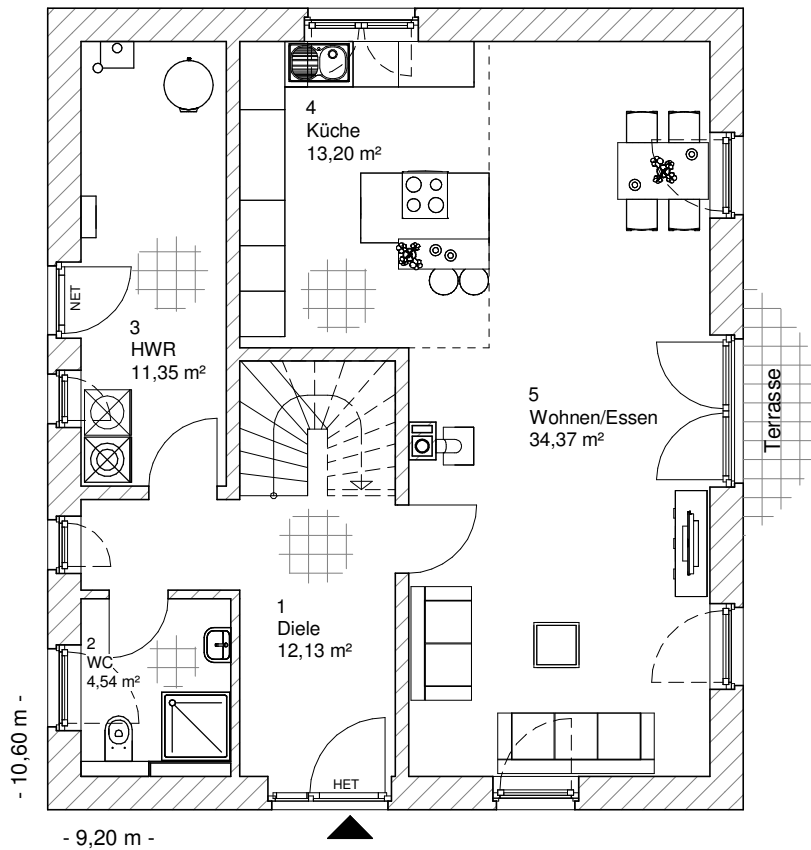 4
Küche
13,20 m²
NET
3
HWR
11,35 m²
5
Wohnen/Essen
34,37 m²
Terrasse
1
Diele
12,13 m²
2
WC
4,54 m²
HET
- 10,60 m -
- 9,20 m -